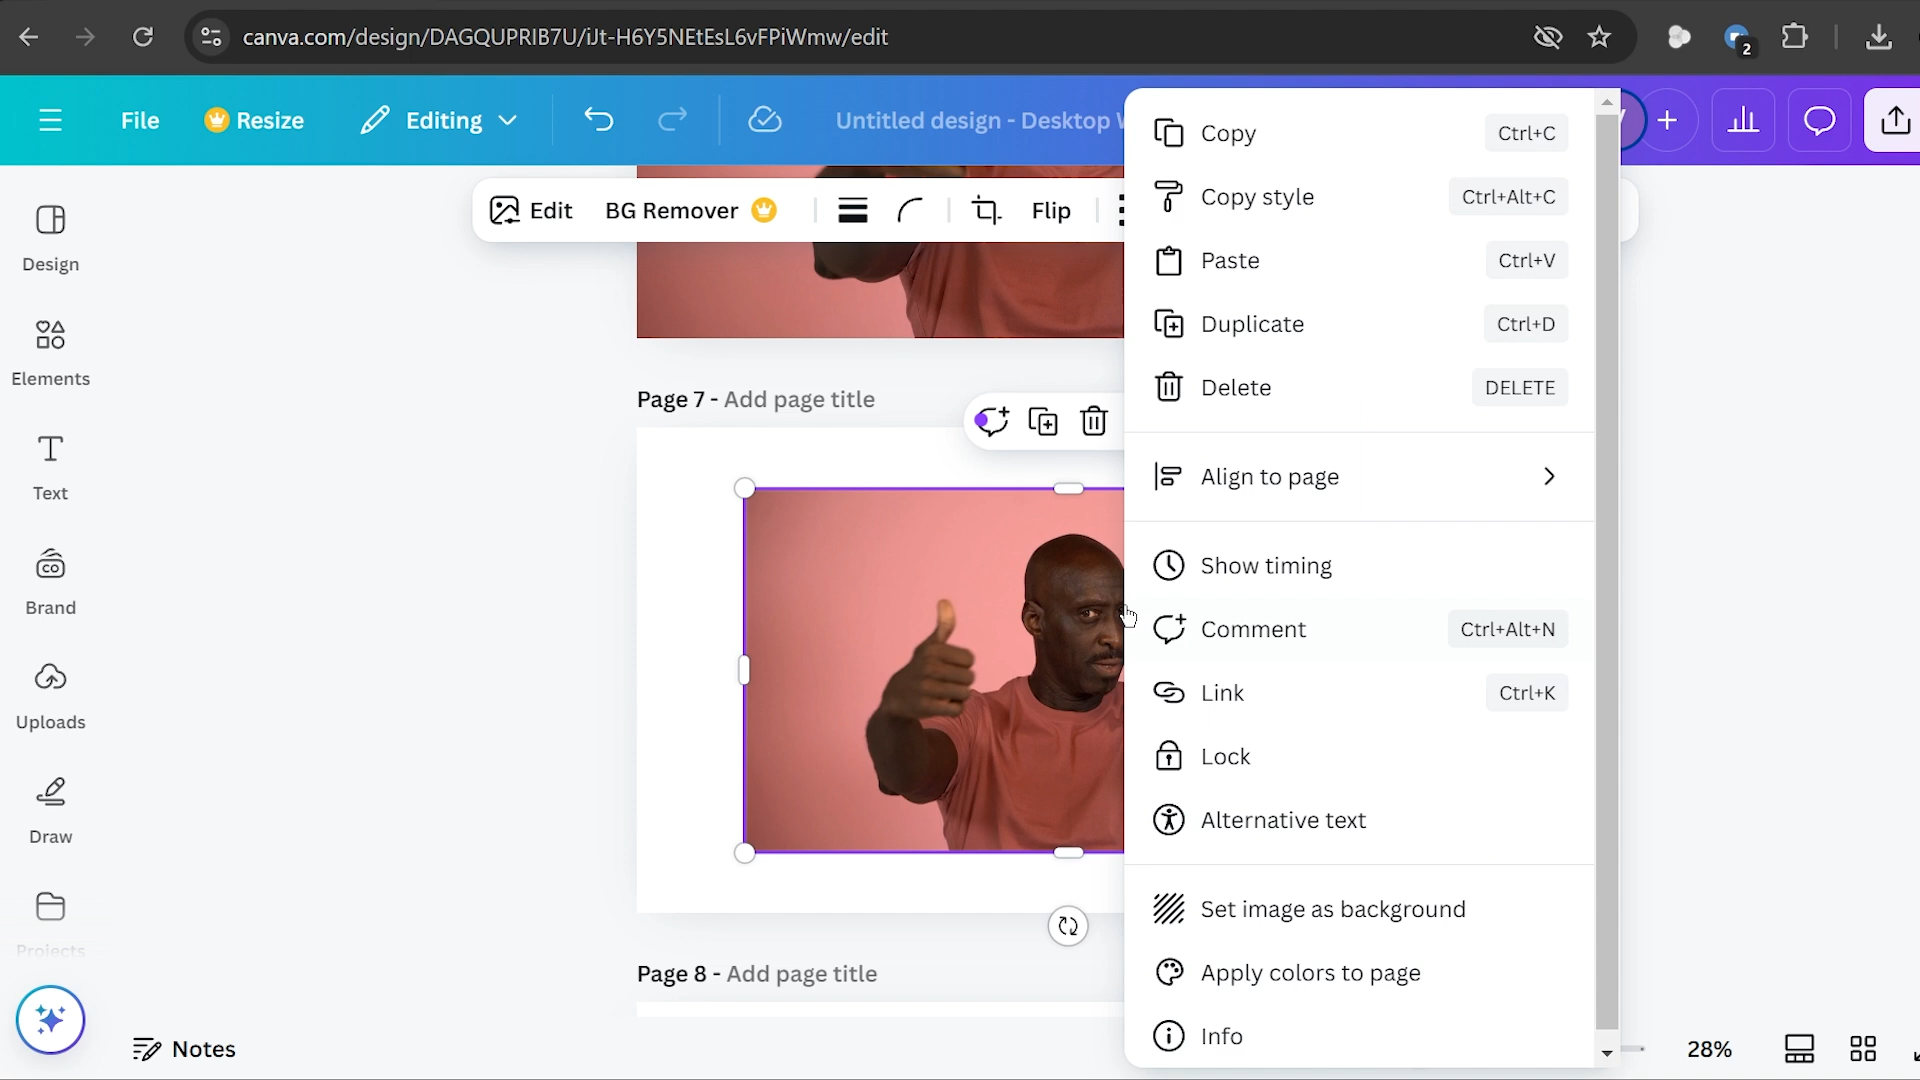 canva.com/design/DAGQUPRIB7U/iJt-H6Y5NEtEsL6vFPiWmw/edit
2
File
Resize
Editing
Untitled design - Desktop
Edit
BG Remover
Flip
Design
Elements
Text
Brand
Uploads
Draw
Projects
Page 7 - Add page title
Page 8 - Add page title
Copy Ctrl+C
Copy style Ctrl+Alt+C
Paste Ctrl+V
Duplicate Ctrl+D
Delete DELETE
Align to page
Show timing
Comment Ctrl+Alt+N
Link Ctrl+K
Lock
Alternative text
Set image as background
Apply colors to page
Info
Notes
28%